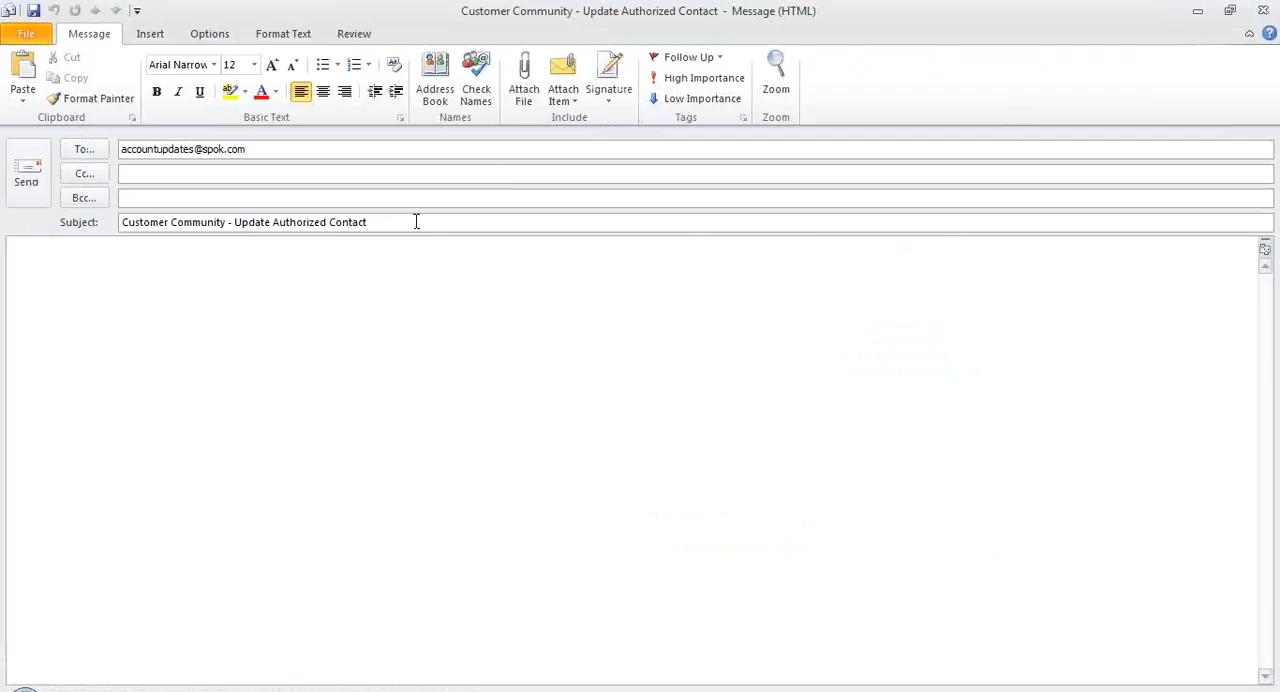 Customer Community - Update Authorized Contact - Message (HTML)
File Message Insert Options Format Text Review
Paste
Cut
Copy
Format Painter
Clipboard
Arial Narrow 12
Basic Text
Address Book
Check Names
Names
Attach File
Attach Item
Signature
Include
Follow Up
High Importance
Low Importance
Tags
Zoom
Zoom
Send
To... accountupdates@spok.com
Cc...
Bcc...
Subject: Customer Community - Update Authorized Contact